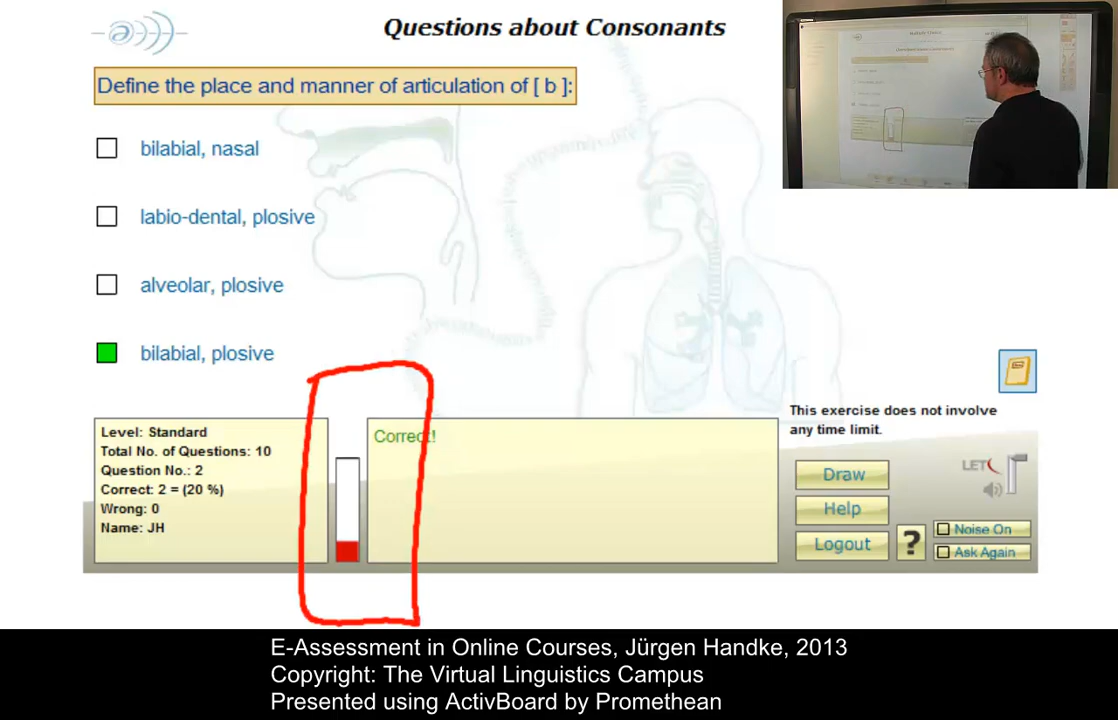 Questions about Consonants
Define the place and manner of articulation of [ b ]:
bilabial, nasal
labio-dental, plosive
alveolar, plosive
bilabial, plosive
Level: Standard
Total No. of Questions: 10
Question No.: 2
Correct: 2 = (20 %)
Wrong: 0
Name: JH
Correct!
This exercise does not involve
any time limit.
Draw
Help
Logout
?
LET
Noise On
Ask Again
E-Assessment in Online Courses, Jürgen Handke, 2013
Copyright: The Virtual Linguistics Campus
Presented using ActivBoard by Promethean